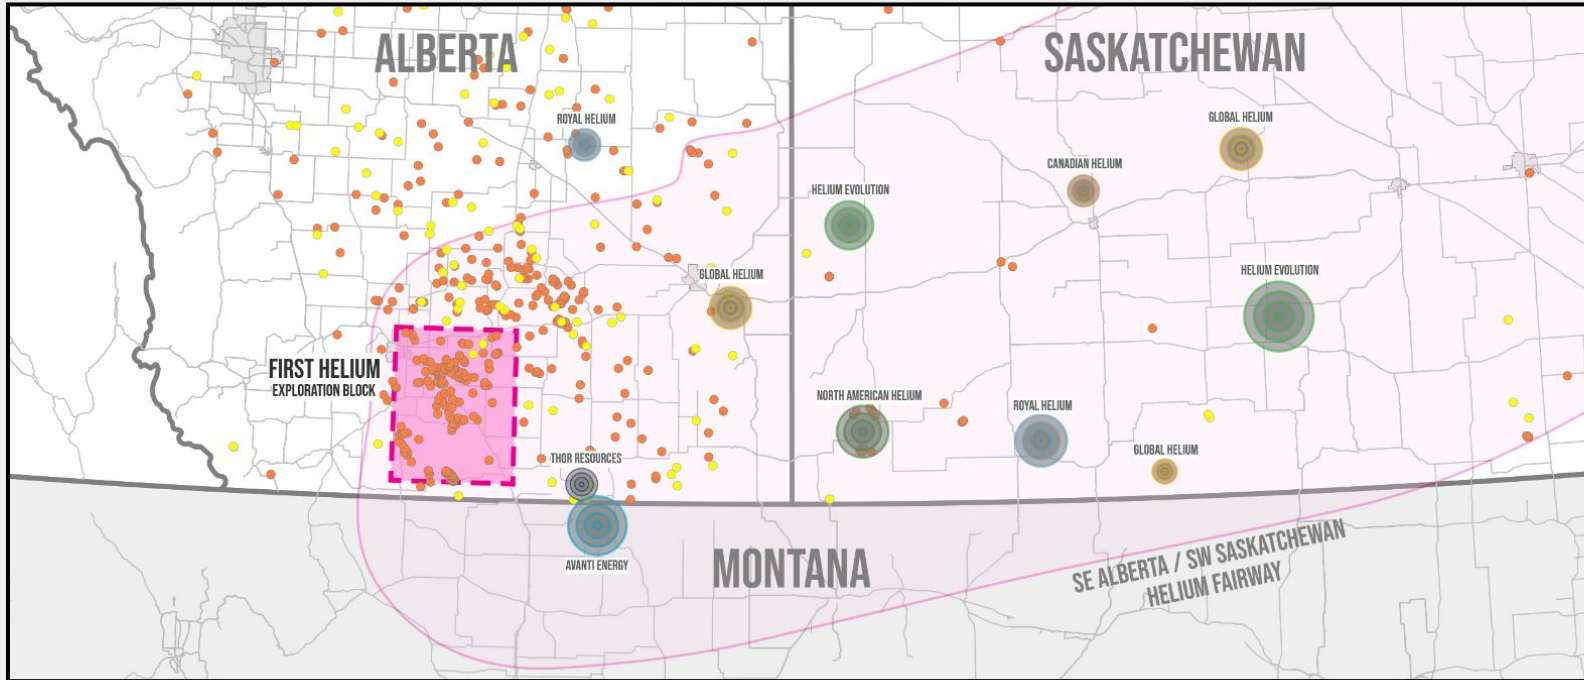 ALBERTA
SASKATCHEWAN
ROYAL HELIUM
GLOBAL HELIUM
CANADIAN HELIUM
HELIUM EVOLUTION
GLOBAL HELIUM
HELIUM EVOLUTION
FIRST HELIUM
EXPLORATION BLOCK
NORTH AMERICAN HELIUM
ROYAL HELIUM
THOR RESOURCES
GLOBAL HELIUM
AVANTI ENERGY
MONTANA
SE ALBERTA / SW SASKATCHEWAN
HELIUM FAIRWAY